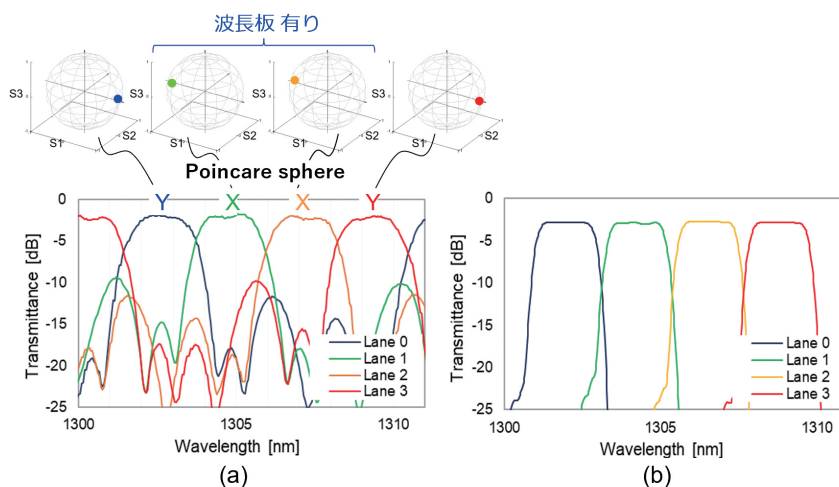 波長板 有り
S3
S1
S2
S3
S1
S2
S3
S1
S2
S3
S1
S2
Poincare sphere
Y
X
X
Y
0
-5
-10
-15
-20
-25
Transmittance [dB]
Lane 0
Lane 1
Lane 2
Lane 3
1300
1305
1310
Wavelength [nm]
(a)
0
-5
-10
-15
-20
-25
Transmittance [dB]
Lane 0
Lane 1
Lane 2
Lane 3
1300
1305
1310
Wavelength [nm]
(b)